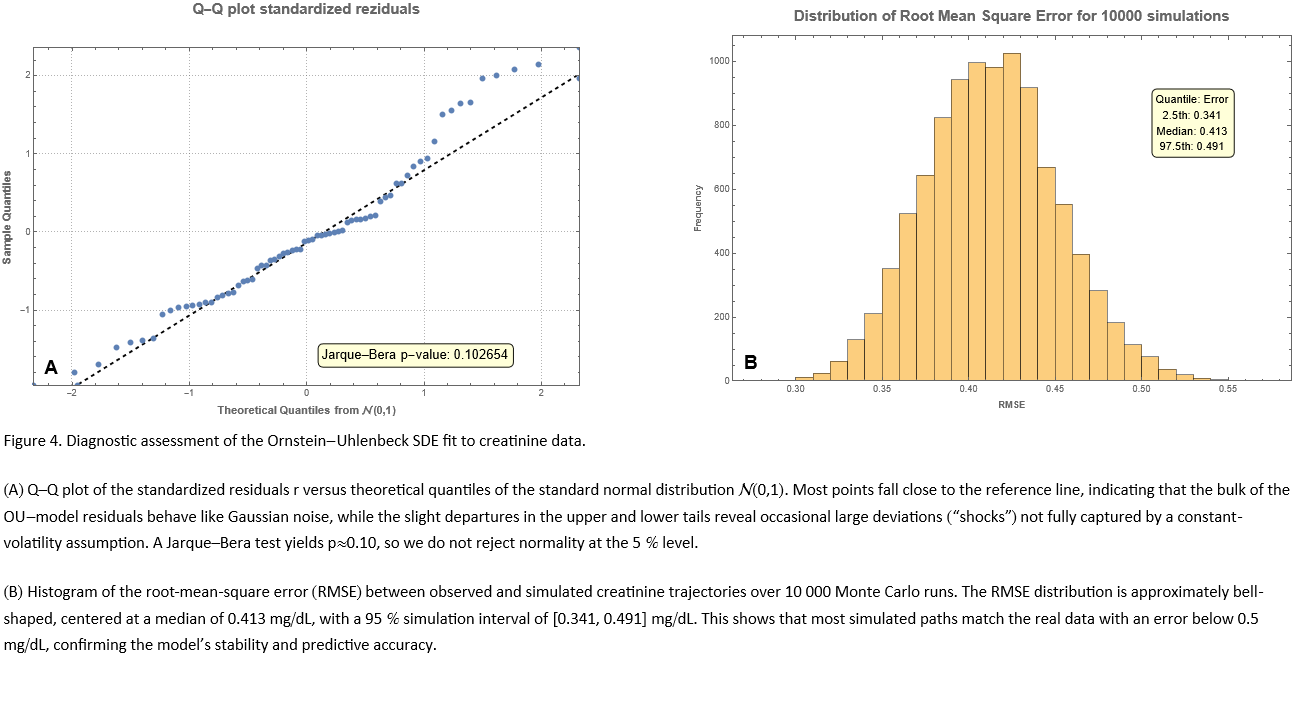 Q–Q plot standardized reziduals
Distribution of Root Mean Square Error for 10000 simulations
Sample Quantiles
2
1
0
−1
−2
−1
0
1
2
Theoretical Quantiles from 𝒩(0,1)
A
Jarque–Bera p–value: 0.102654
Frequency
1000
800
600
400
200
0
0.30
0.35
0.40
0.45
0.50
0.55
RMSE
B
Quantile: Error
2.5th: 0.341
Median: 0.413
97.5th: 0.491
Figure 4. Diagnostic assessment of the Ornstein–Uhlenbeck SDE fit to creatinine data.
(A) Q–Q plot of the standardized residuals r versus theoretical quantiles of the standard normal distribution 𝒩(0,1). Most points fall close to the reference line, indicating that the bulk of the
OU–model residuals behave like Gaussian noise, while the slight departures in the upper and lower tails reveal occasional large deviations (“shocks”) not fully captured by a constant-
volatility assumption. A Jarque–Bera test yields p≈0.10, so we do not reject normality at the 5 % level.
(B) Histogram of the root-mean-square error (RMSE) between observed and simulated creatinine trajectories over 10 000 Monte Carlo runs. The RMSE distribution is approximately bell-
shaped, centered at a median of 0.413 mg/dL, with a 95 % simulation interval of [0.341, 0.491] mg/dL. This shows that most simulated paths match the real data with an error below 0.5
mg/dL, confirming the model’s stability and predictive accuracy.